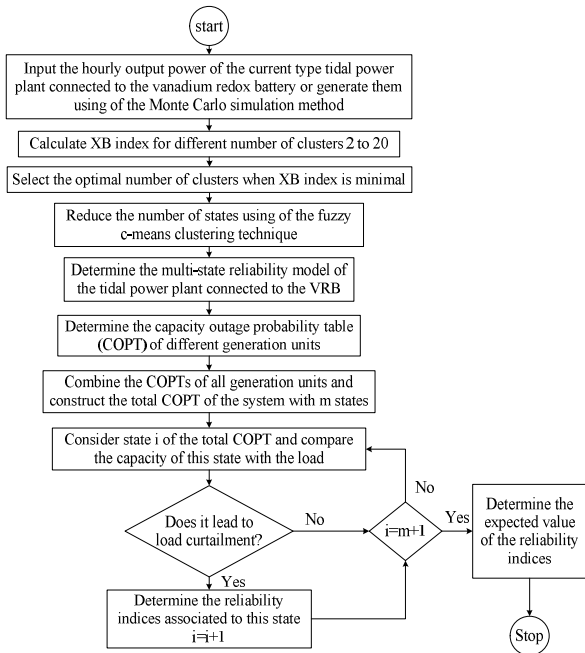 start
Input the hourly output power of the current type tidal power
plant connected to the vanadium redox battery or generate them
using of the Monte Carlo simulation method
Calculate XB index for different number of clusters 2 to 20
Select the optimal number of clusters when XB index is minimal
Reduce the number of states using of the fuzzy
c-means clustering technique
Determine the multi-state reliability model of
the tidal power plant connected to the VRB
Determine the capacity outage probability table
(COPT) of different generation units
Combine the COPTs of all generation units and
construct the total COPT of the system with m states
Consider state i of the total COPT and compare
the capacity of this state with the load
Does it lead to
load curtailment?
No
Yes
Determine the reliability
indices associated to this state
i=i+1
i=m+1
No
Yes
Determine the
expected value
of the reliability
indices
Stop